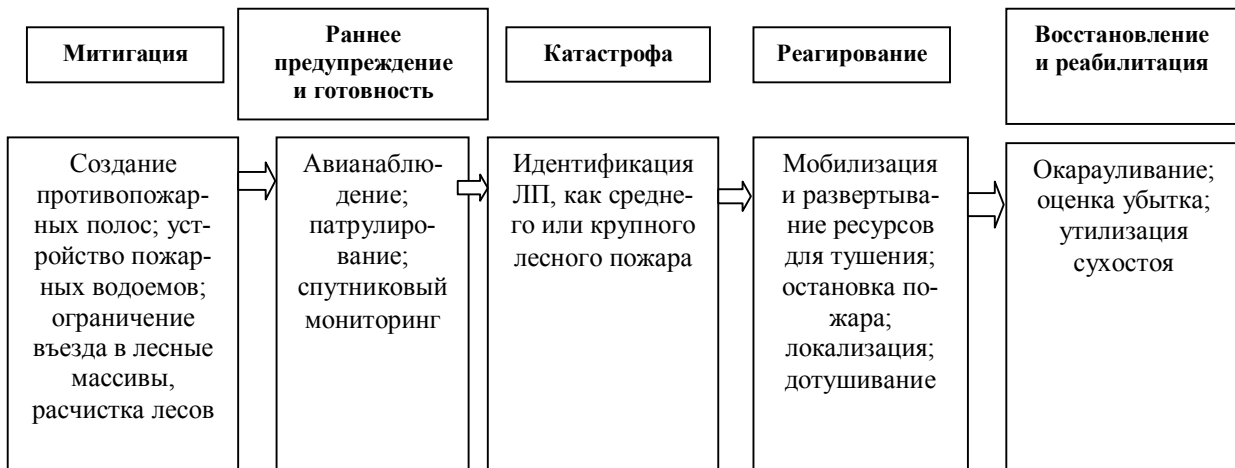 Митигация
Раннее
предупреждение
и готовность
Катастрофа
Реагирование
Восстановление
и реабилитация
Создание
противопожар-
ных полос; уст-
ройство пожар-
ных водоемов;
ограничение
въезда в лесные
массивы,
расчистка лесов
Авианаблю-
дение;
патрулиро-
вание;
спутниковый
мониторинг
Идентификация
ЛП, как средне-
го или крупного
лесного пожара
Мобилизация
и развертыва-
ние ресурсов
для тушения;
остановка по-
жара;
локализация;
дотушивание
Окарауливание;
оценка убытка;
утилизация
сухостоя